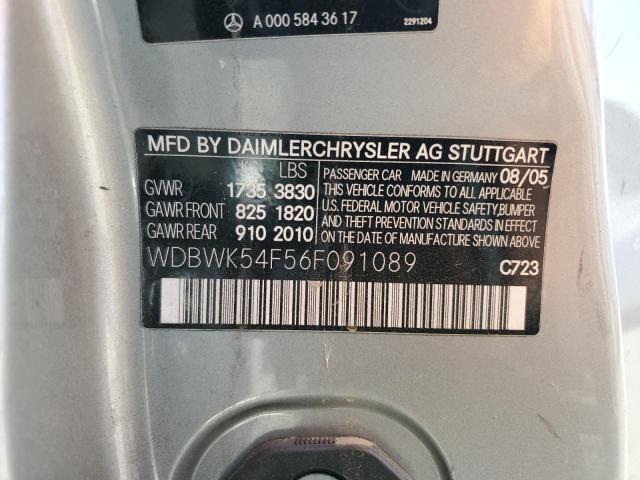 A 000 584 36 17
2291204
MFD BY DAIMLERCHRYSLER AG STUTTGART
KG LBS
PASSENGER CAR MADE IN GERMANY 08/05
GVWR 1735 3830
THIS VEHICLE CONFORMS TO ALL APPLICABLE
GAWR FRONT 825 1820
U.S. FEDERAL MOTOR VEHICLE SAFETY, BUMPER
AND THEFT PREVENTION STANDARDS IN EFFECT
GAWR REAR 910 2010
ON THE DATE OF MANUFACTURE SHOWN ABOVE.
WDBWK54F56F091089
C723